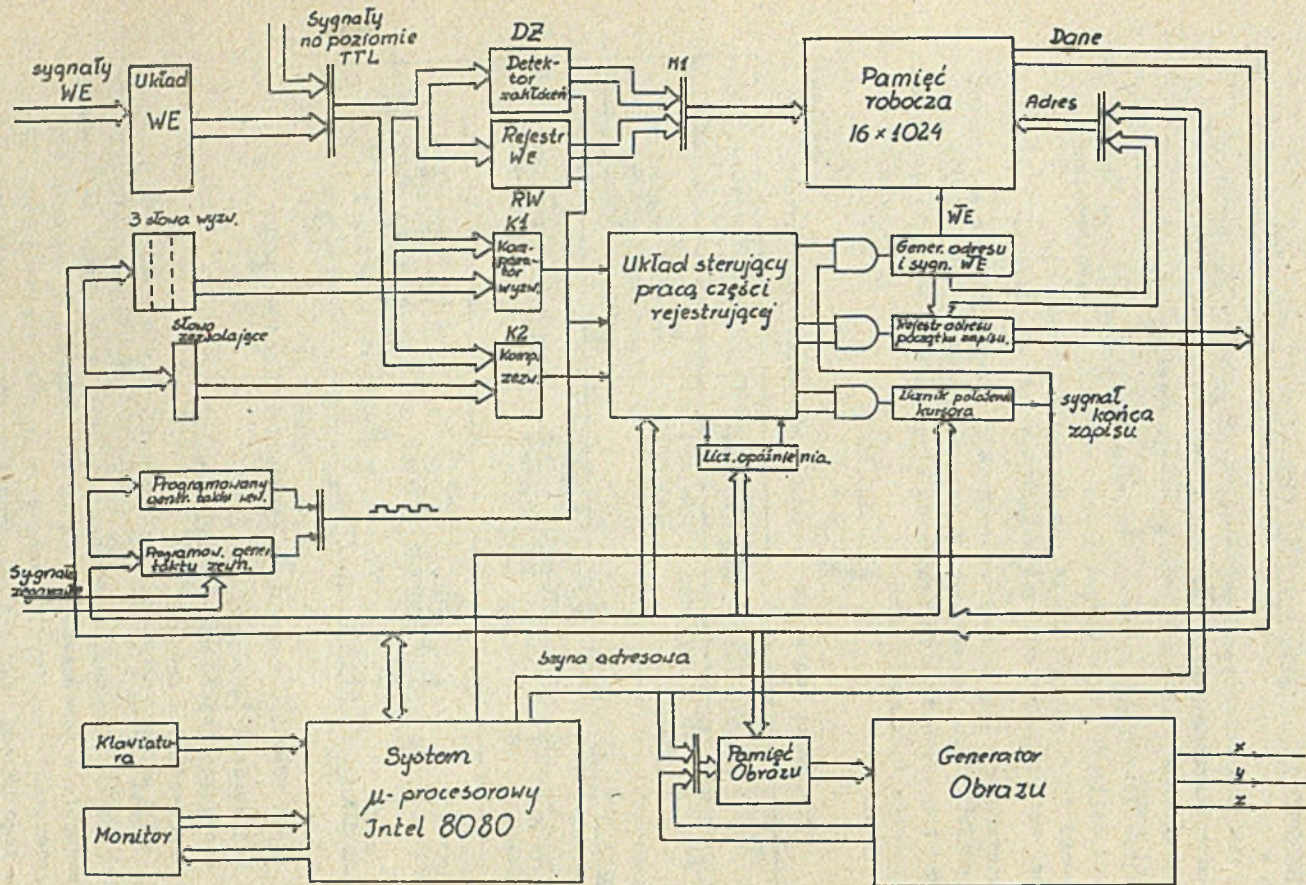 Sygnały
na poziomie
TTL
sygnały
WE
Układ
WE
DZ
Detek-
tor
zakłóceń
Rejestr
WE
RW
M1
Pamięć
robocza
16 × 1024
Dane
Adres
3 słowa wyzw.
słowo
zezwalające
K1
Kom-
para-
tor
wyzw.
K2
Komp.
zezw.
Układ sterujący
pracą części
rejestrującej
WE
Gener. adresu
i sygn. WE
Rejestr adresu
początku zapisu.
Licznik położenia
kursora
sygnał
końca
zapisu
Licz. opóźnienia.
Programowany
gener. taktu wew.
Programow. gener
taktu zewn.
Sygnały
zegarowe
Szyna adresowa
Klawiatu-
ra
Monitor
System
μ-procesorowy
Intel 8080
Pamięć
Obrazu
Generator
Obrazu
x
y
z